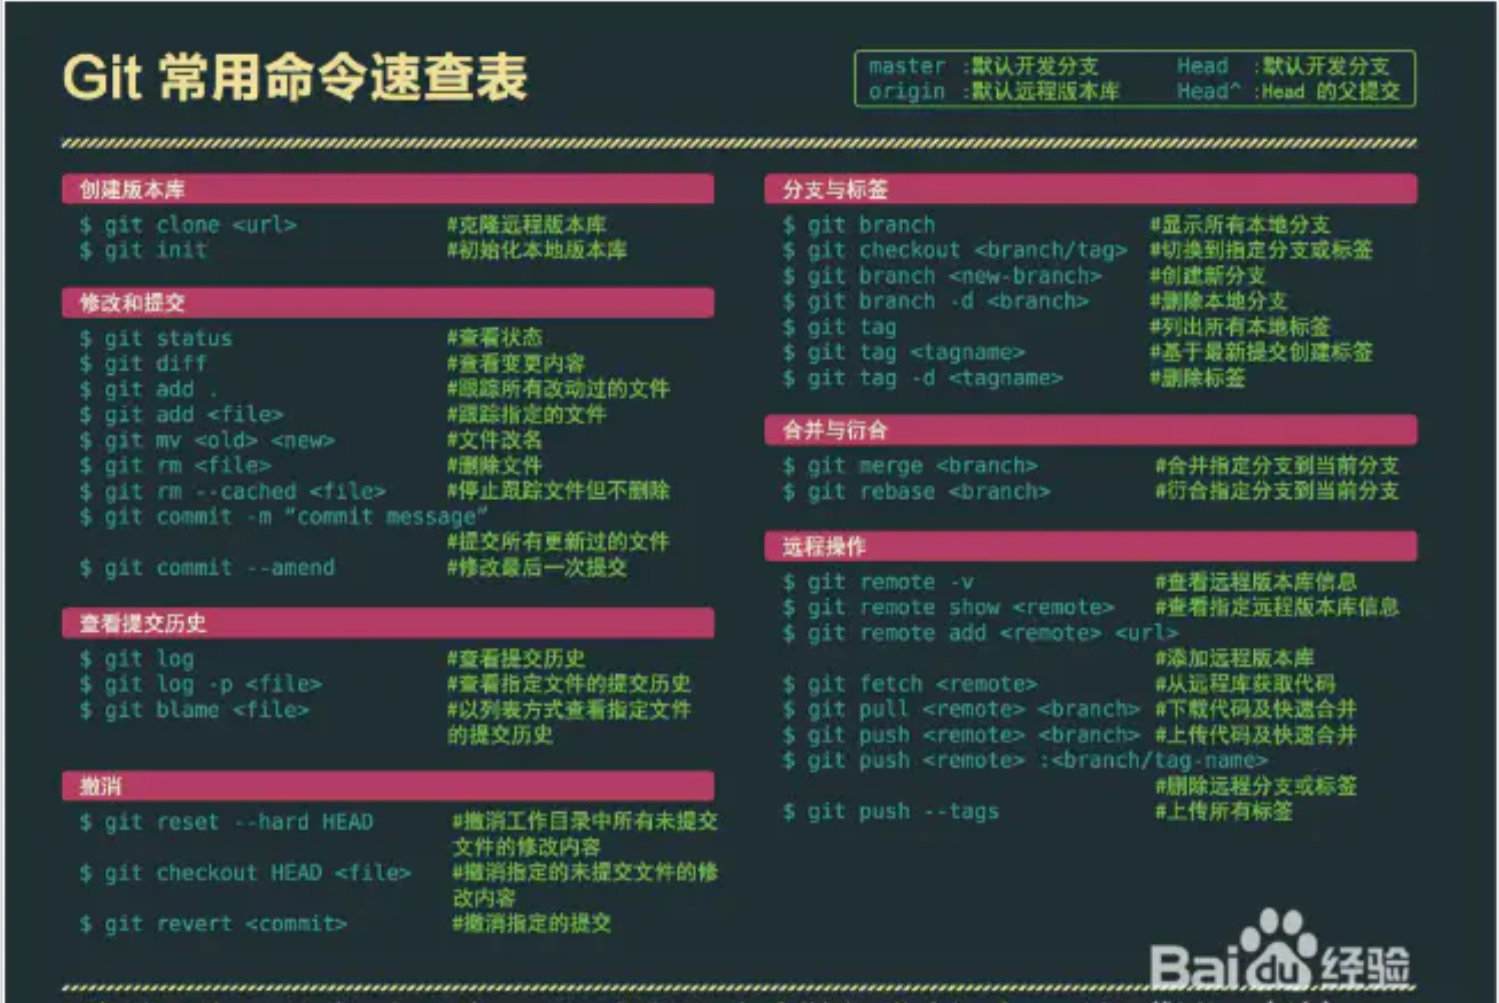 Git 常用命令速查表
master :默认开发分支 Head :默认开发分支
origin :默认远程版本库 Head^ :Head 的父提交
创建版本库
$ git clone <url> #克隆远程版本库
$ git init #初始化本地版本库
修改和提交
$ git status #查看状态
$ git diff #查看变更内容
$ git add . #跟踪所有改动过的文件
$ git add <file> #跟踪指定的文件
$ git mv <old> <new> #文件改名
$ git rm <file> #删除文件
$ git rm --cached <file> #停止跟踪文件但不删除
$ git commit -m “commit message”
#提交所有更新过的文件
$ git commit --amend #修改最后一次提交
查看提交历史
$ git log #查看提交历史
$ git log -p <file> #查看指定文件的提交历史
$ git blame <file> #以列表方式查看指定文件
的提交历史
撤消
$ git reset --hard HEAD #撤消工作目录中所有未提交
文件的修改内容
$ git checkout HEAD <file> #撤消指定的未提交文件的修
改内容
$ git revert <commit> #撤消指定的提交
分支与标签
$ git branch #显示所有本地分支
$ git checkout <branch/tag> #切换到指定分支或标签
$ git branch <new-branch> #创建新分支
$ git branch -d <branch> #删除本地分支
$ git tag #列出所有本地标签
$ git tag <tagname> #基于最新提交创建标签
$ git tag -d <tagname> #删除标签
合并与衍合
$ git merge <branch> #合并指定分支到当前分支
$ git rebase <branch> #衍合指定分支到当前分支
远程操作
$ git remote -v #查看远程版本库信息
$ git remote show <remote> #查看指定远程版本库信息
$ git remote add <remote> <url>
#添加远程版本库
$ git fetch <remote> #从远程库获取代码
$ git pull <remote> <branch> #下载代码及快速合并
$ git push <remote> <branch> #上传代码及快速合并
$ git push <remote> :<branch/tag-name>
#删除远程分支或标签
$ git push --tags #上传所有标签
Baidu 经验